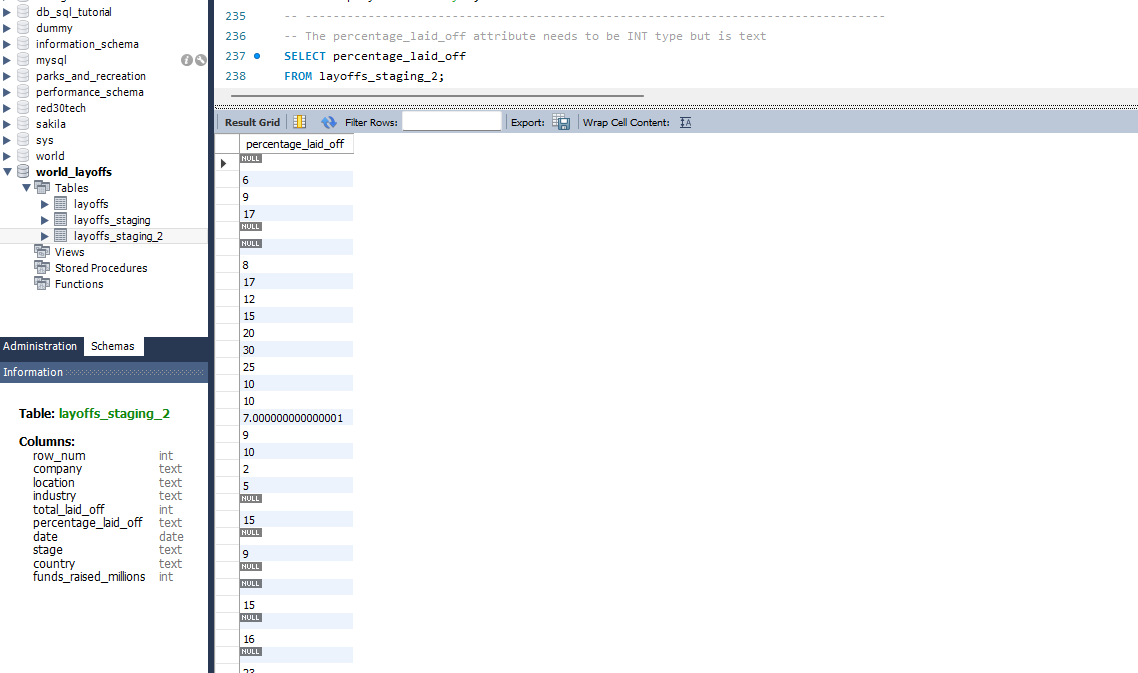 db_sql_tutorial
dummy
information_schema
mysql
parks_and_recreation
performance_schema
red30tech
sakila
sys
world
world_layoffs
Tables
layoffs
layoffs_staging
layoffs_staging_2
Views
Stored Procedures
Functions
Administration Schemas
Information
Table: layoffs_staging_2
Columns:
row_num int
company text
location text
industry text
total_laid_off int
percentage_laid_off text
date date
stage text
country text
funds_raised_millions int
235 -- -----------------------------------------------------------------------------------
236 -- The percentage_laid_off attribute needs to be INT type but is text
237 SELECT percentage_laid_off
238 FROM layoffs_staging_2;
Result Grid Filter Rows: Export: Wrap Cell Content:
percentage_laid_off
NULL
6
9
17
NULL
NULL
8
17
12
15
20
30
25
10
10
7.000000000000001
9
10
2
5
NULL
15
NULL
9
NULL
NULL
15
NULL
16
NULL